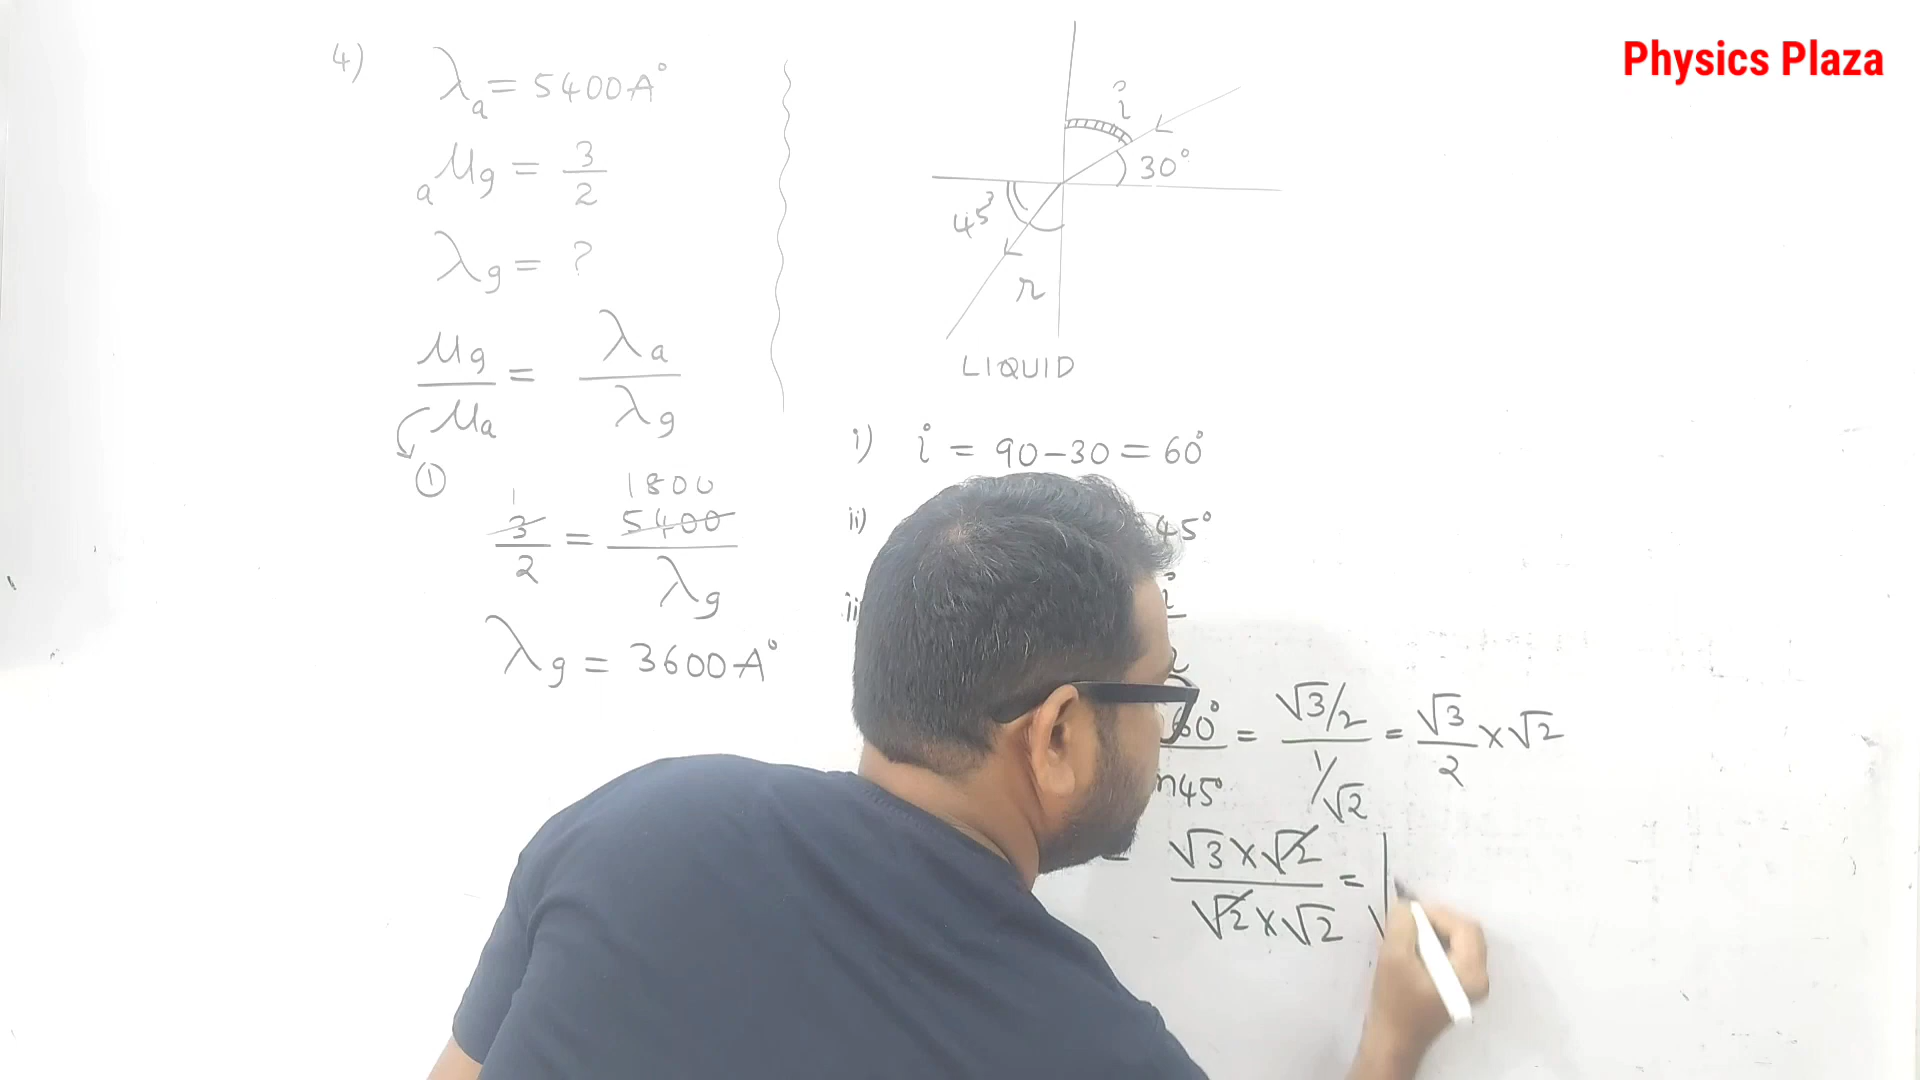 Physics Plaza
4)
λa = 5400A°
aμg = 3/2
λg = ?
μg/μa = λa/λg
①
1 1800
3/2 = 5400/λg
λg = 3600A°
i
30°
45°
r
LIQUID
i) i = 90-30 = 60°
ii) 45°
i
60° = √3/2 / 1/√2 = √3/2 x √2
n45°
= √3 x √2 / √2 x √2 =